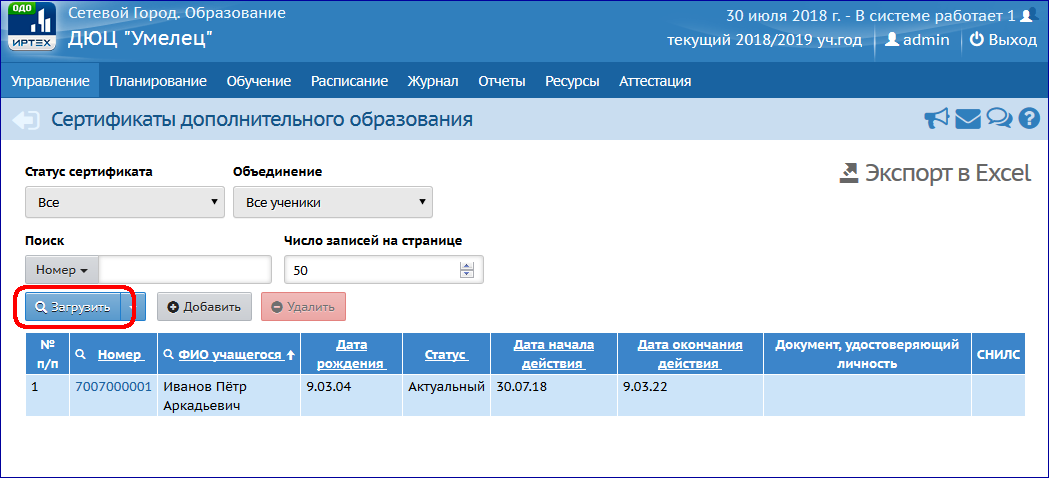 ОДО
ИРТЕХ
Сетевой Город. Образование
ДЮЦ "Умелец"
30 июля 2018 г. - В системе работает 1
текущий 2018/2019 уч.год admin Выход
Управление Планирование Обучение Расписание Журнал Отчеты Ресурсы Аттестация
Сертификаты дополнительного образования
Экспорт в Excel
Статус сертификата Объединение
Все Все ученики
Поиск Число записей на странице
Номер 50
Загрузить Добавить Удалить
№ п/п Номер ФИО учащегося Дата рождения Статус Дата начала действия Дата окончания действия Документ, удостоверяющий личность СНИЛС
1 7007000001 Иванов Пётр Аркадьевич 9.03.04 Актуальный 30.07.18 9.03.22